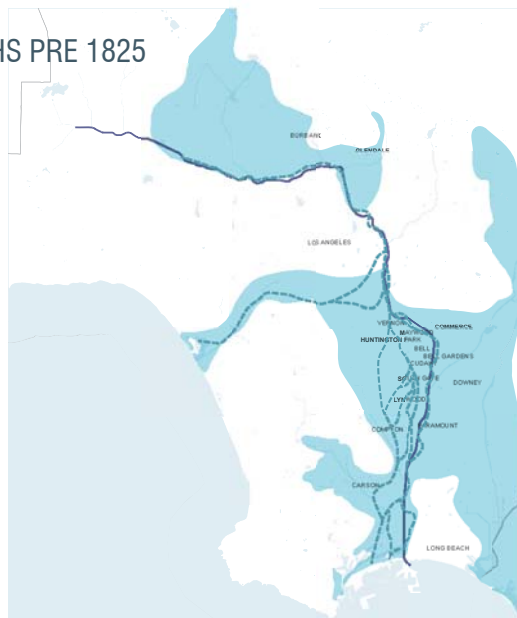 HS PRE 1825
BURBANK
GLENDALE
LOS ANGELES
VERNON
COMMERCE
MAYWOOD
HUNTINGTON PARK
BELL
BELL GARDENS
CUDAHY
SOUTH GATE
DOWNEY
LYNWOOD
COMPTON
PARAMOUNT
CARSON
LONG BEACH